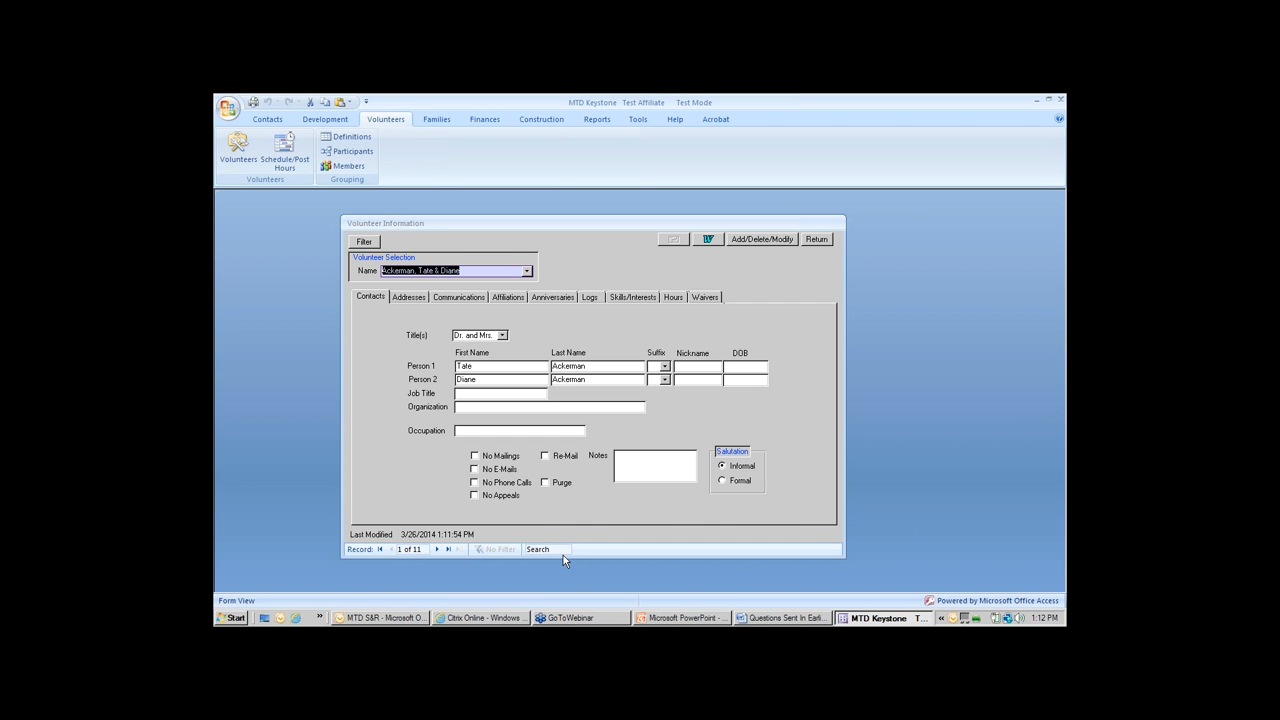 MTD Keystone Test Affiliate Test Mode
Contacts Development Volunteers Families Finances Construction Reports Tools Help Acrobat
Volunteers Schedule/Post Hours
Definitions
Participants
Members
Volunteers Grouping
Volunteer Information
Filter Add/Delete/Modify Return
Volunteer Selection
Name Ackerman, Tate & Diane
Contacts Addresses Communications Affiliations Anniversaries Logs Skills/Interests Hours Waivers
Title(s) Dr. and Mrs.
First Name Last Name Suffix Nickname DOB
Person 1 Tate Ackerman
Person 2 Diane Ackerman
Job Title
Organization
Occupation
No Mailings Re-Mail Notes Salutation
No E-Mails Informal
No Phone Calls Purge Formal
No Appeals
Last Modified 3/26/2014 1:11:54 PM
Record: 1 of 11 No Filter Search
Form View Powered by Microsoft Office Access
Start MTD S&R - Microsoft O... Citrix Online - Windows ... GoToWebinar Microsoft PowerPoint - ... Questions Sent In Earli... MTD Keystone T... 1:12 PM